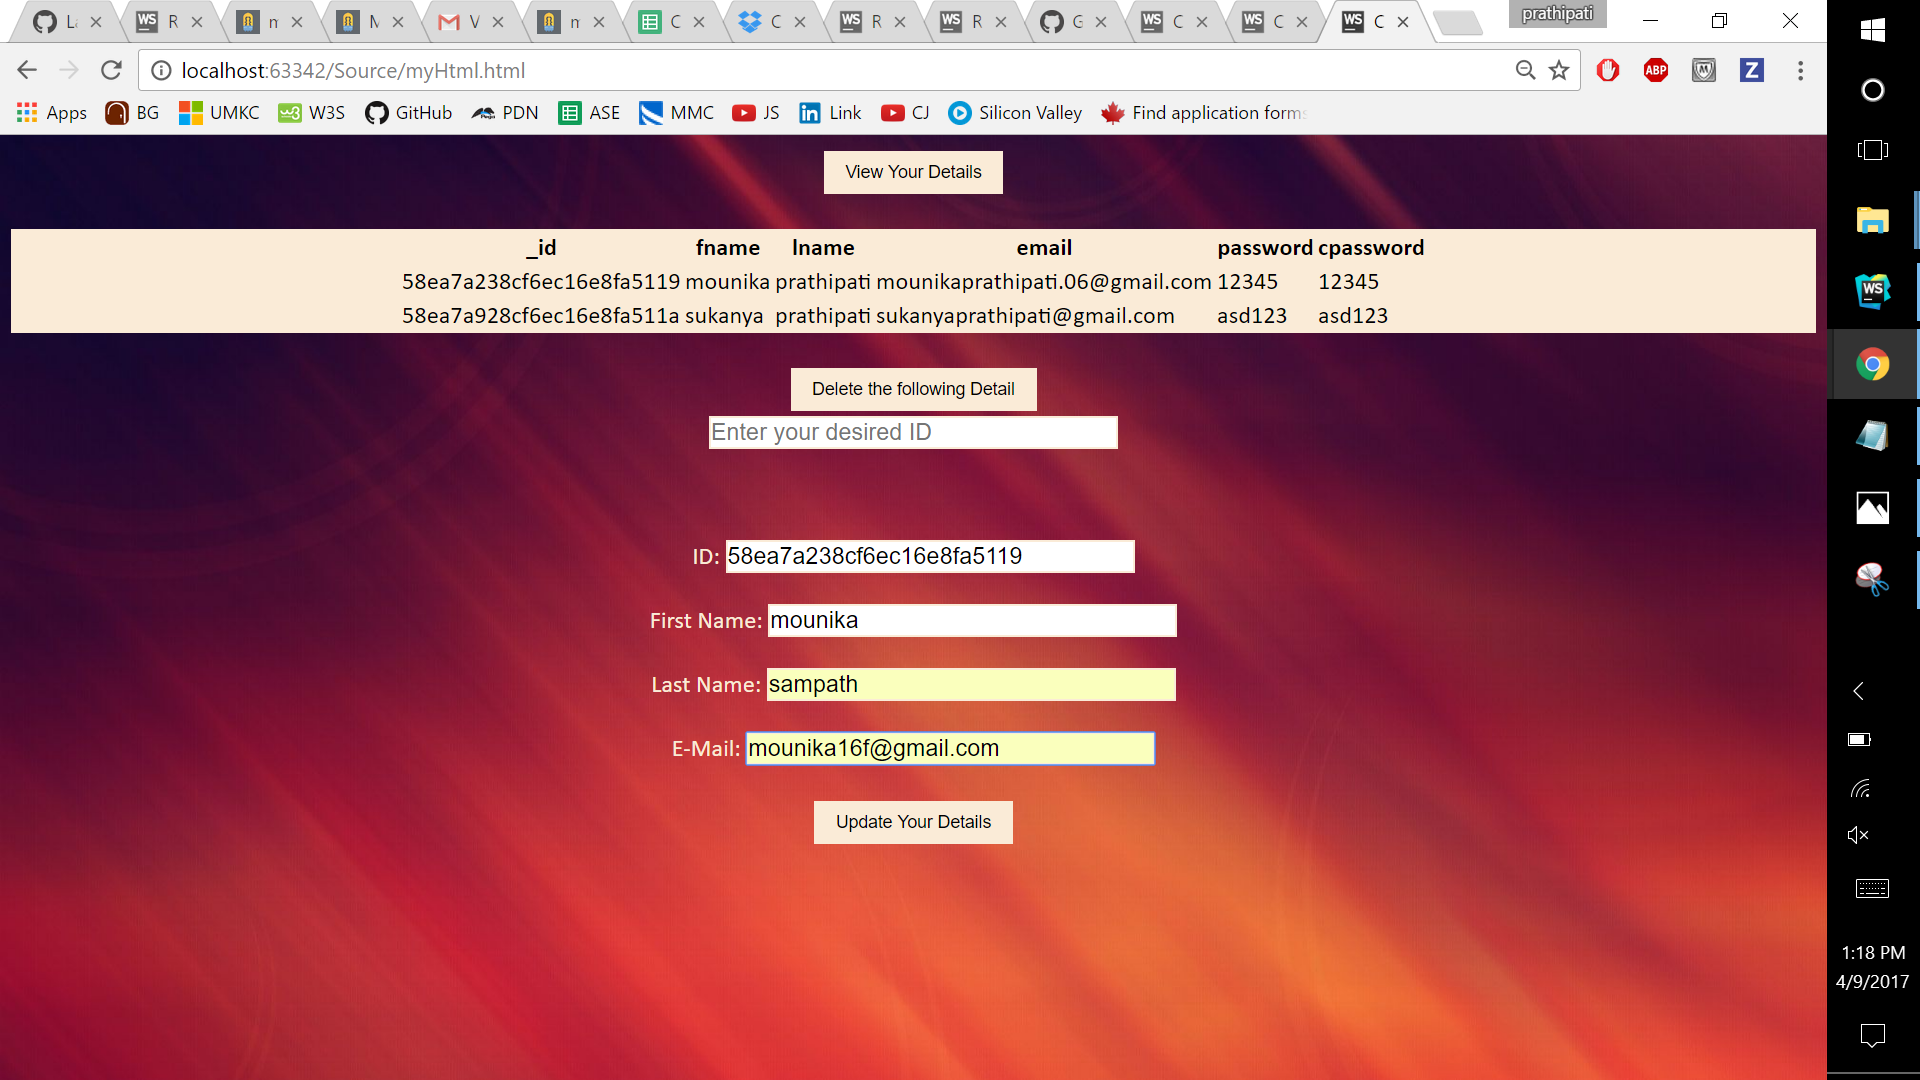 L
R
n
M
V
n
C
C
R
R
G
C
C
C
prathipati
localhost:63342/Source/myHtml.html
ABP
Z
Apps BG UMKC W3S GitHub PDN ASE MMC JS Link CJ Silicon Valley Find application forms
View Your Details
_id fname lname email password cpassword
58ea7a238cf6ec16e8fa5119 mounika prathipati mounikaprathipati.06@gmail.com 12345 12345
58ea7a928cf6ec16e8fa511a sukanya prathipati sukanyaprathipati@gmail.com asd123 asd123
Delete the following Detail
Enter your desired ID
ID: 58ea7a238cf6ec16e8fa5119
First Name: mounika
Last Name: sampath
E-Mail: mounika16f@gmail.com
Update Your Details
1:18 PM
4/9/2017